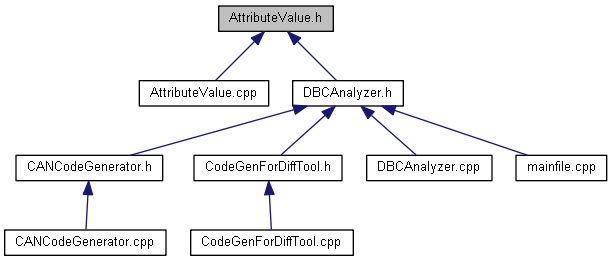 AttributeValue.h
AttributeValue.cpp
DBCAnalyzer.h
CANCodeGenerator.h
CodeGenForDiffTool.h
DBCAnalyzer.cpp
mainfile.cpp
CANCodeGenerator.cpp
CodeGenForDiffTool.cpp